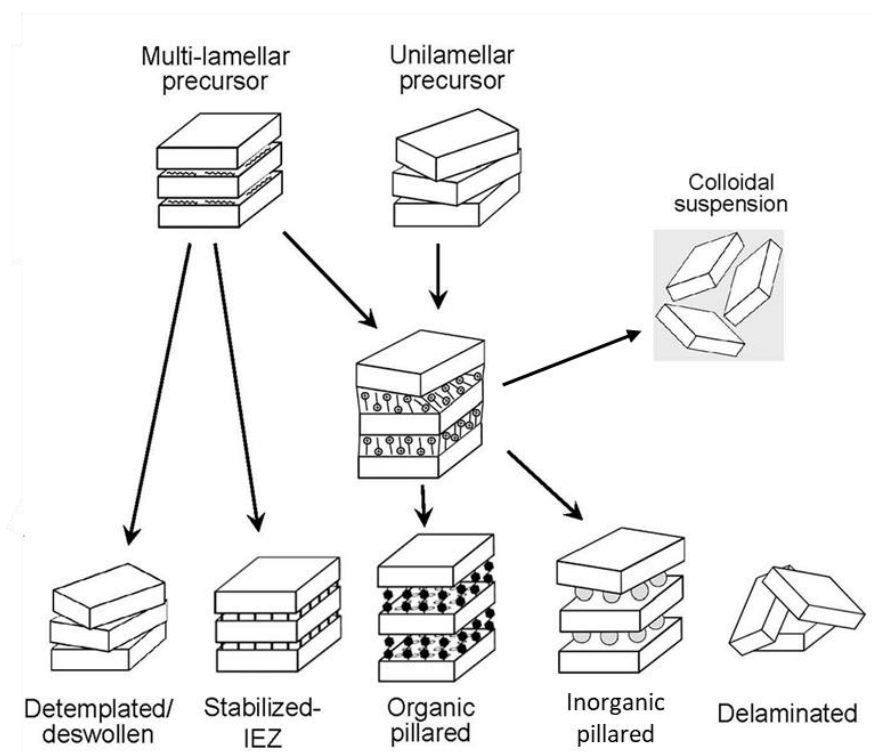 Multi-lamellar
precursor
Unilamellar
precursor
Colloidal
suspension
Detemplated/
deswollen
Stabilized-
IEZ
Organic
pillared
Inorganic
pillared
Delaminated